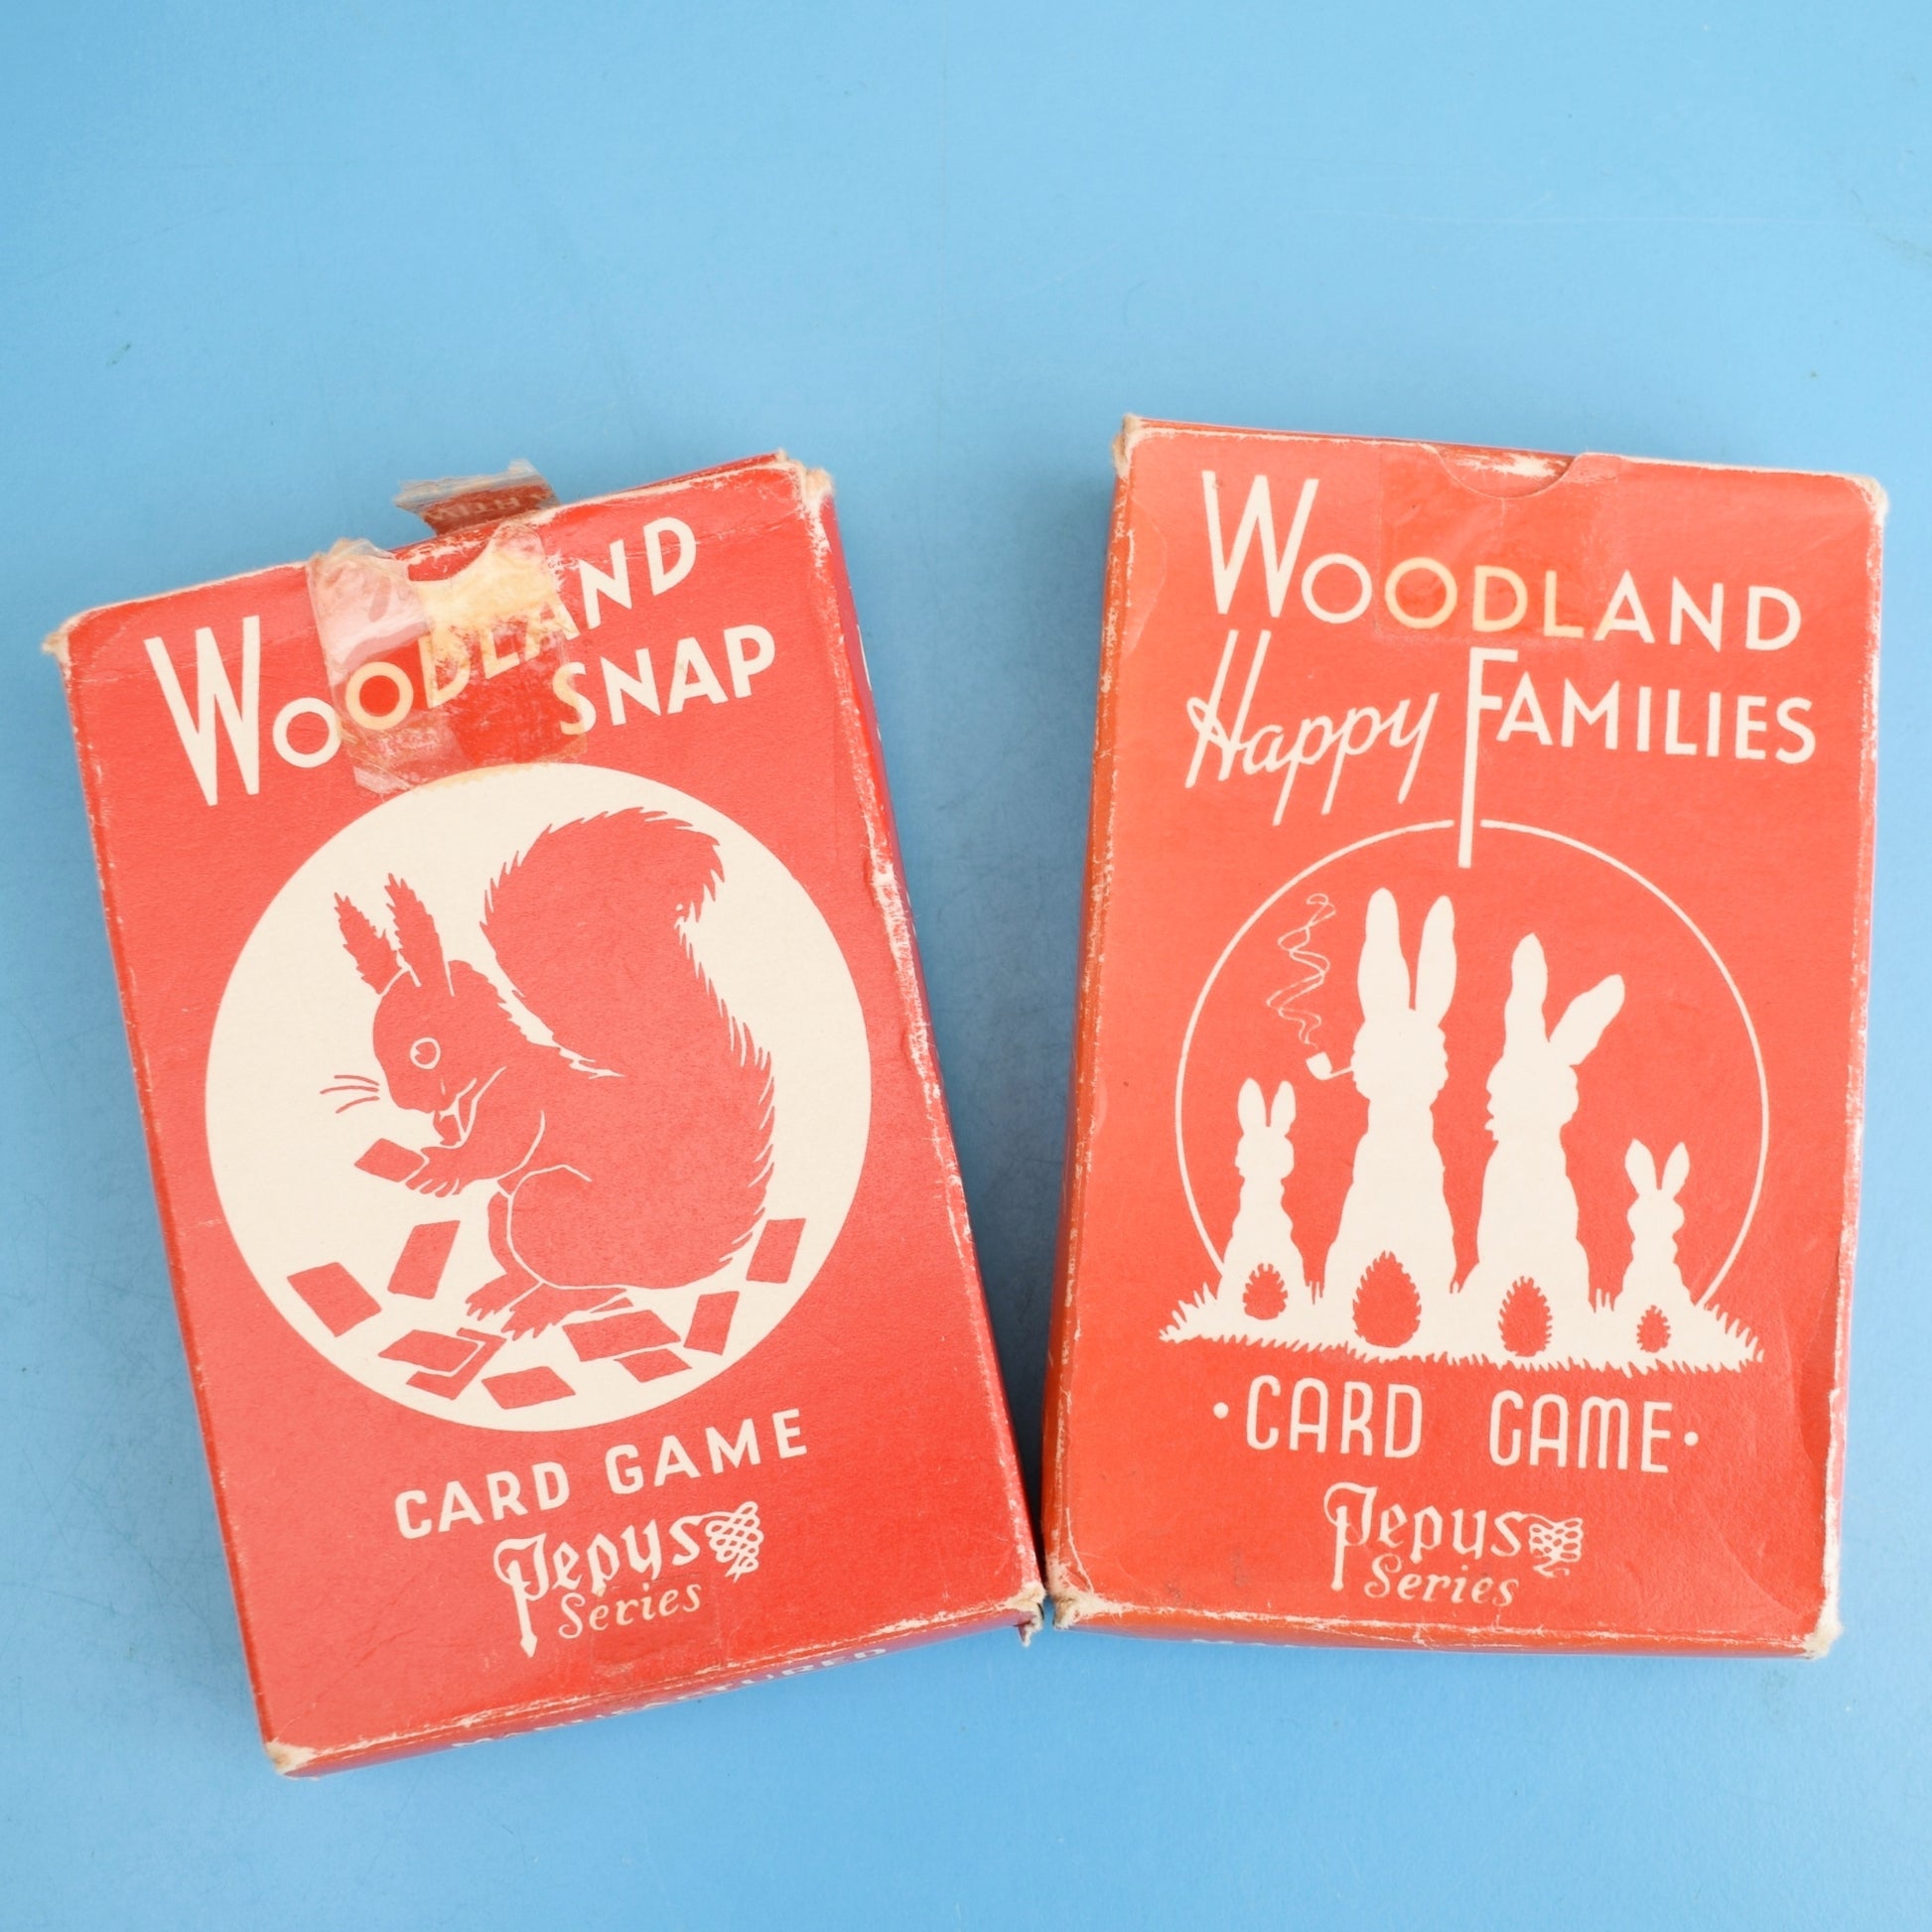 WOODLAND
SNAP
CARD GAME
Pepys
Series
WOODLAND
Happy FAMILIES
·CARD GAME·
Pepys
Series